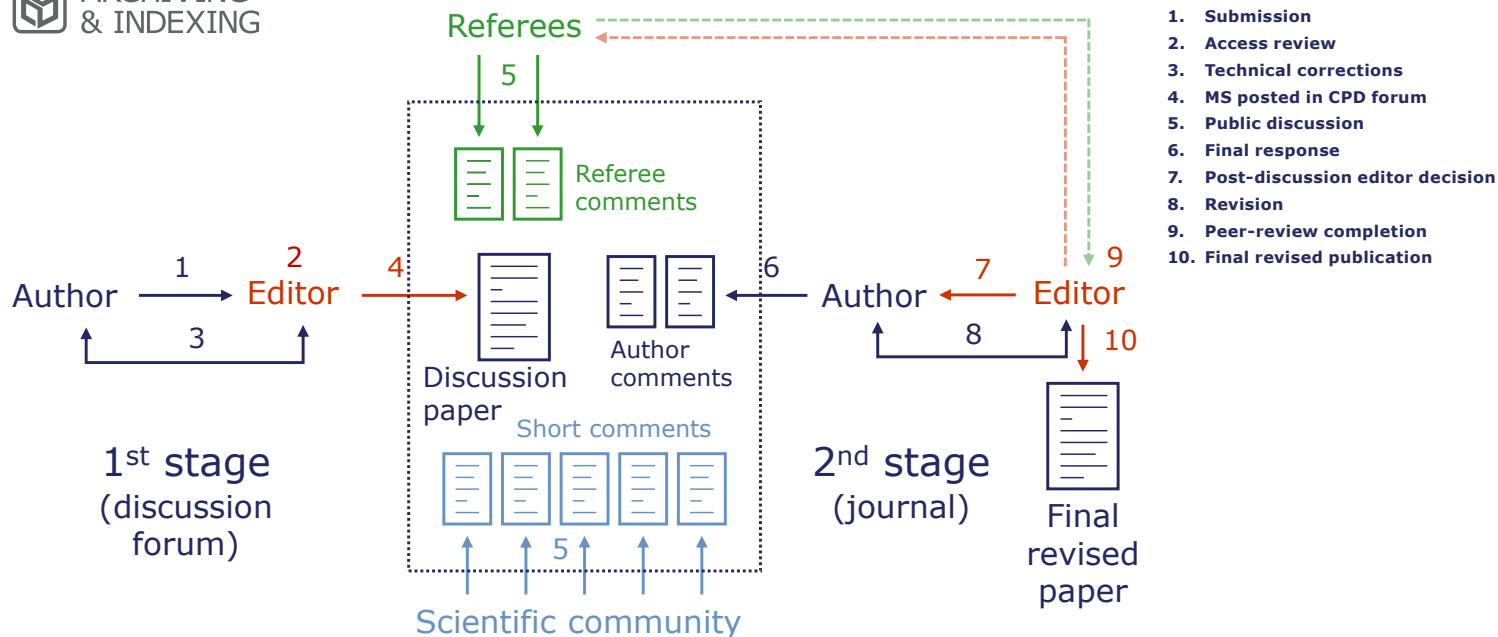 ARCHIVING
& INDEXING
Referees
5
Referee
comments
1
2
4
Author
Editor
3
Discussion
paper
6
Author
comments
7
9
Author
Editor
8
10
Short comments
5
Scientific community
1st stage
(discussion
forum)
2nd stage
(journal)
Final
revised
paper
1. Submission
2. Access review
3. Technical corrections
4. MS posted in CPD forum
5. Public discussion
6. Final response
7. Post-discussion editor decision
8. Revision
9. Peer-review completion
10. Final revised publication